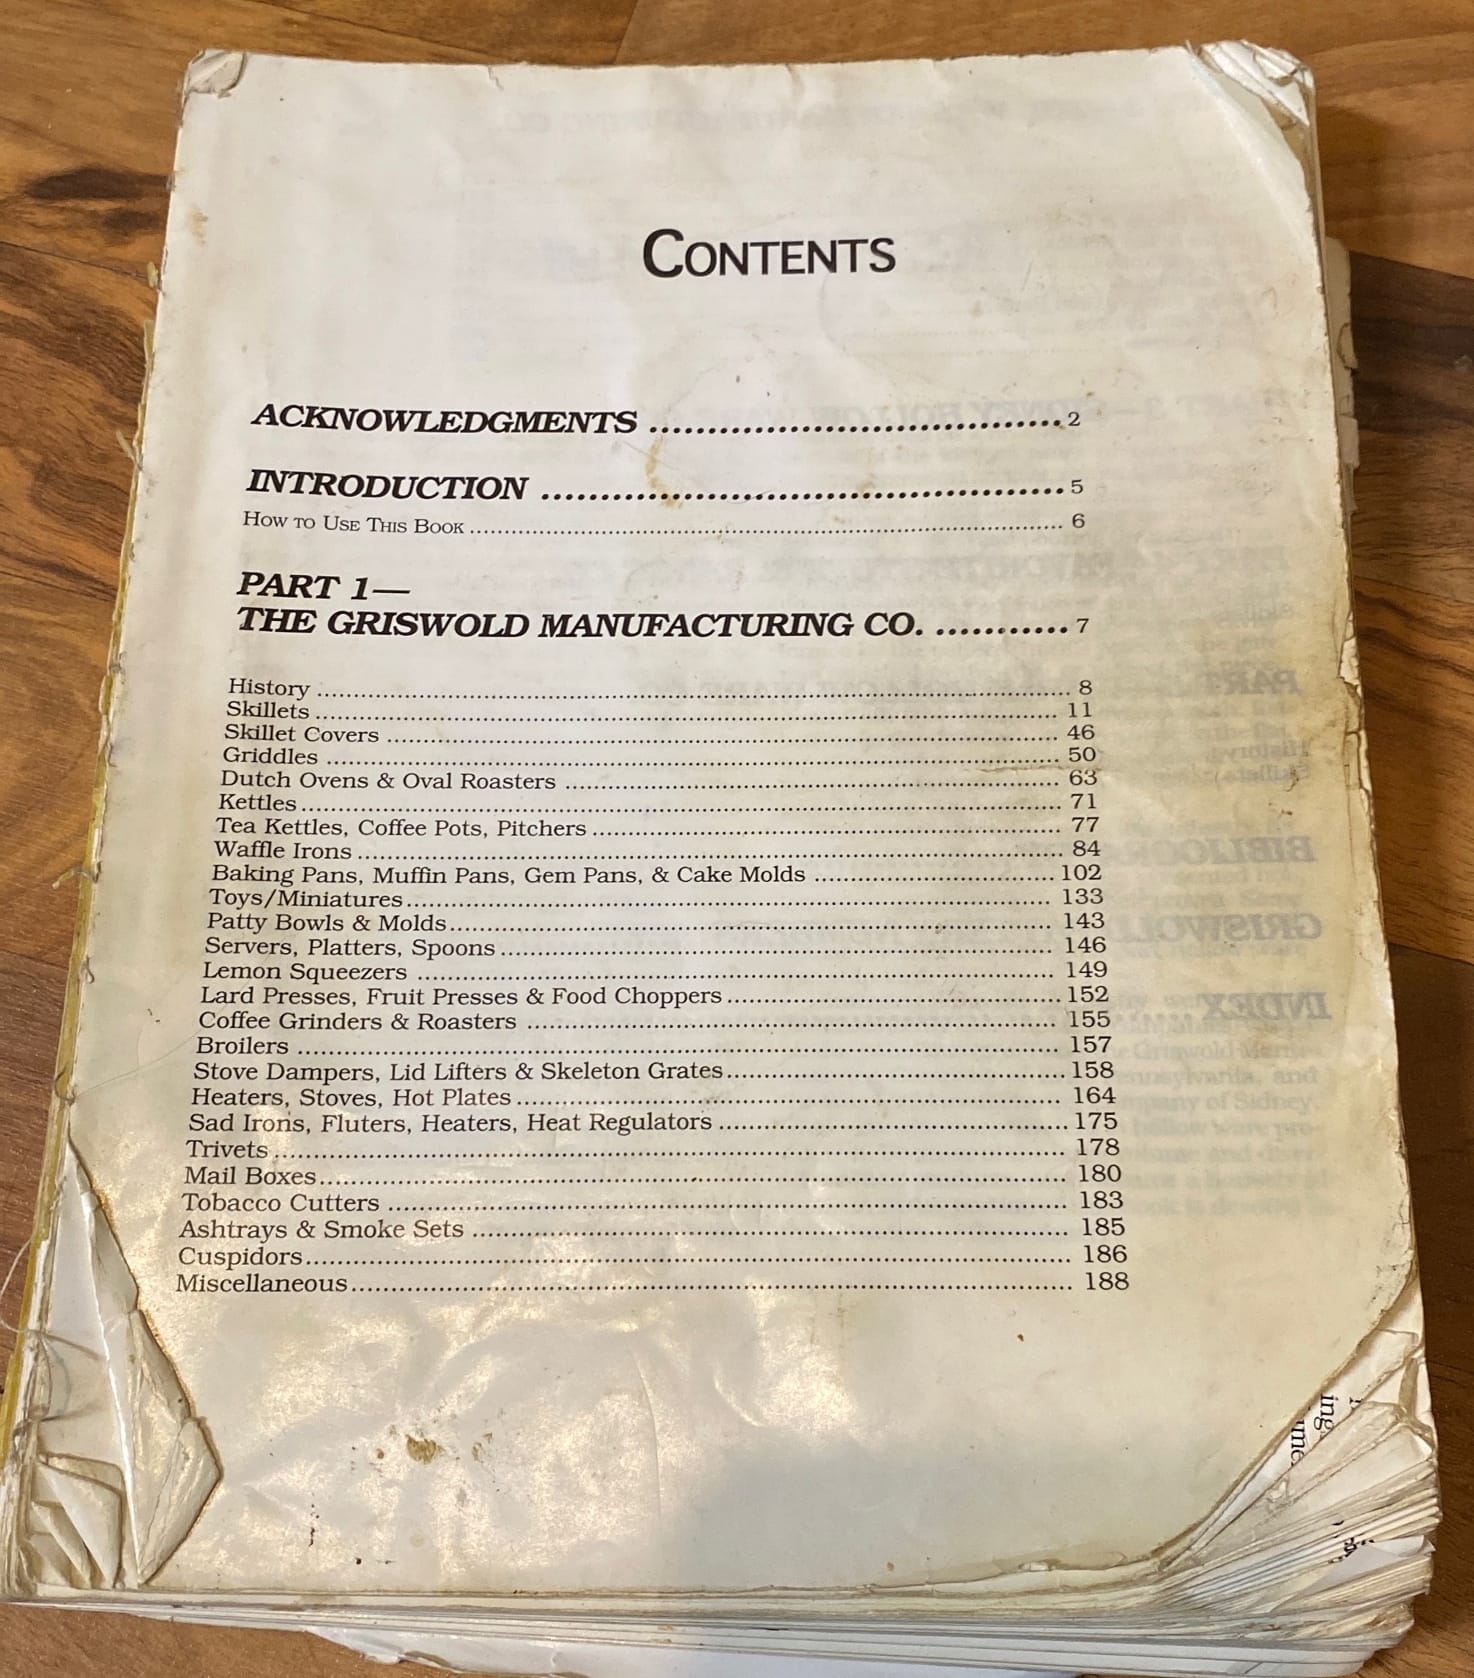 CONTENTS
ACKNOWLEDGMENTS .................................... 2
INTRODUCTION ............................................ 5
HOW TO USE THIS BOOK ............................................ 6
PART 1—
THE GRISWOLD MANUFACTURING CO. ........... 7
History ............................................ 8
Skillets ............................................ 11
Skillet Covers ............................................ 46
Griddles ............................................ 50
Dutch Ovens & Oval Roasters ............................................ 63
Kettles ............................................ 71
Tea Kettles, Coffee Pots, Pitchers ............................................ 77
Waffle Irons ............................................ 84
Baking Pans, Muffin Pans, Gem Pans, & Cake Molds ............................................ 102
Toys/Miniatures ............................................ 133
Patty Bowls & Molds ............................................ 143
Servers, Platters, Spoons ............................................ 146
Lemon Squeezers ............................................ 149
Lard Presses, Fruit Presses & Food Choppers ............................................ 152
Coffee Grinders & Roasters ............................................ 155
Broilers ............................................ 157
Stove Dampers, Lid Lifters & Skeleton Grates ............................................ 158
Heaters, Stoves, Hot Plates ............................................ 164
Sad Irons, Fluters, Heaters, Heat Regulators ............................................ 175
Trivets ............................................ 178
Mail Boxes ............................................ 180
Tobacco Cutters ............................................ 183
Ashtrays & Smoke Sets ............................................ 185
Cuspidors ............................................ 186
Miscellaneous ............................................ 188